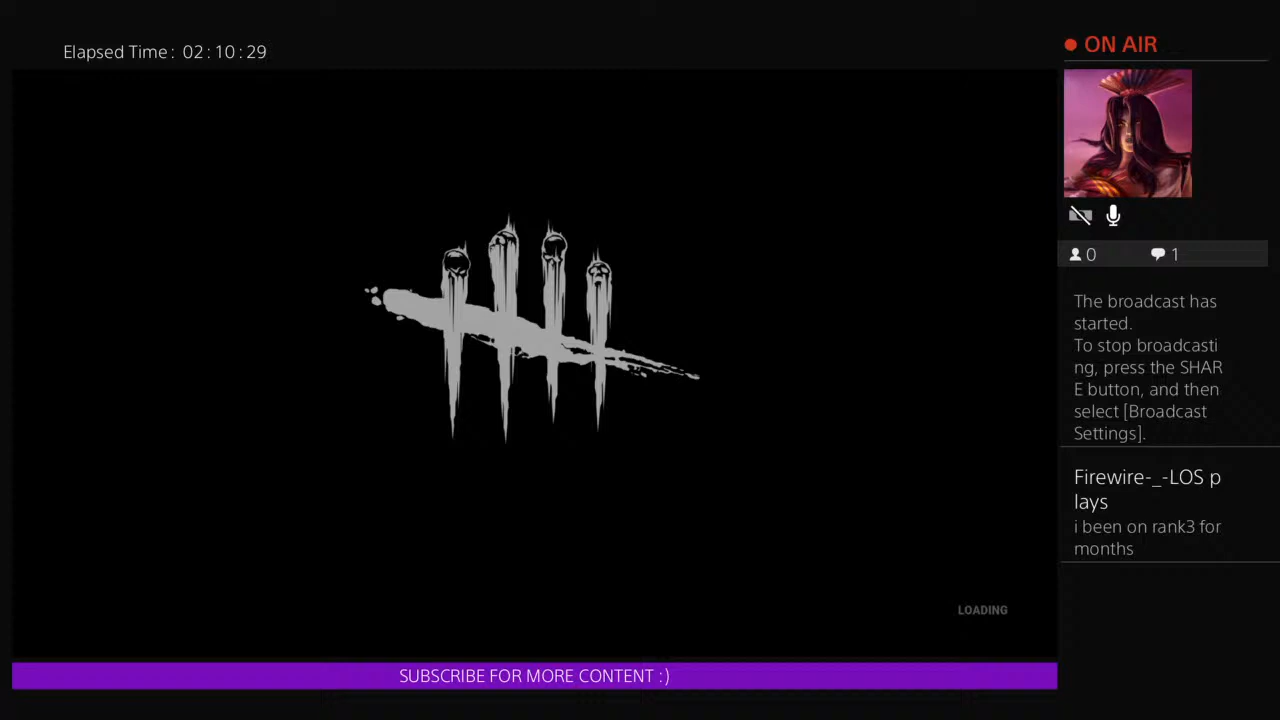 Elapsed Time: 02:10:29
ON AIR
0 1
The broadcast has
started.
To stop broadcasti
ng, press the SHAR
E button, and then
select [Broadcast
Settings].
Firewire-_-LOS p
lays
i been on rank3 for
months
LOADING
SUBSCRIBE FOR MORE CONTENT :)